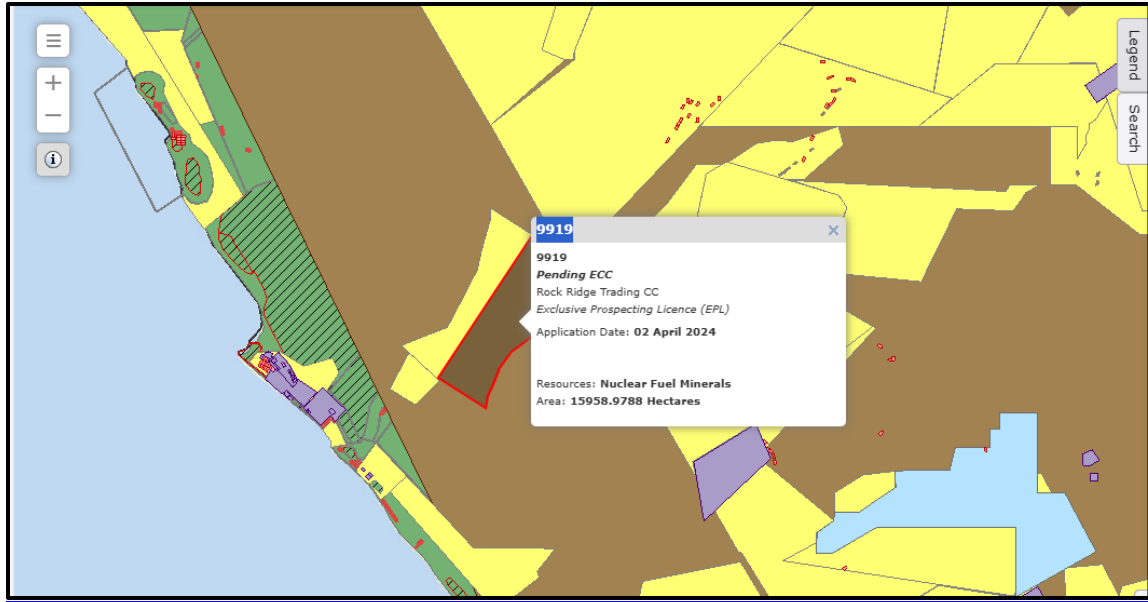 Legend
Search
9919
9919
Pending ECC
Rock Ridge Trading CC
Exclusive Prospecting Licence (EPL)
Application Date: 02 April 2024
Resources: Nuclear Fuel Minerals
Area: 15958.9788 Hectares